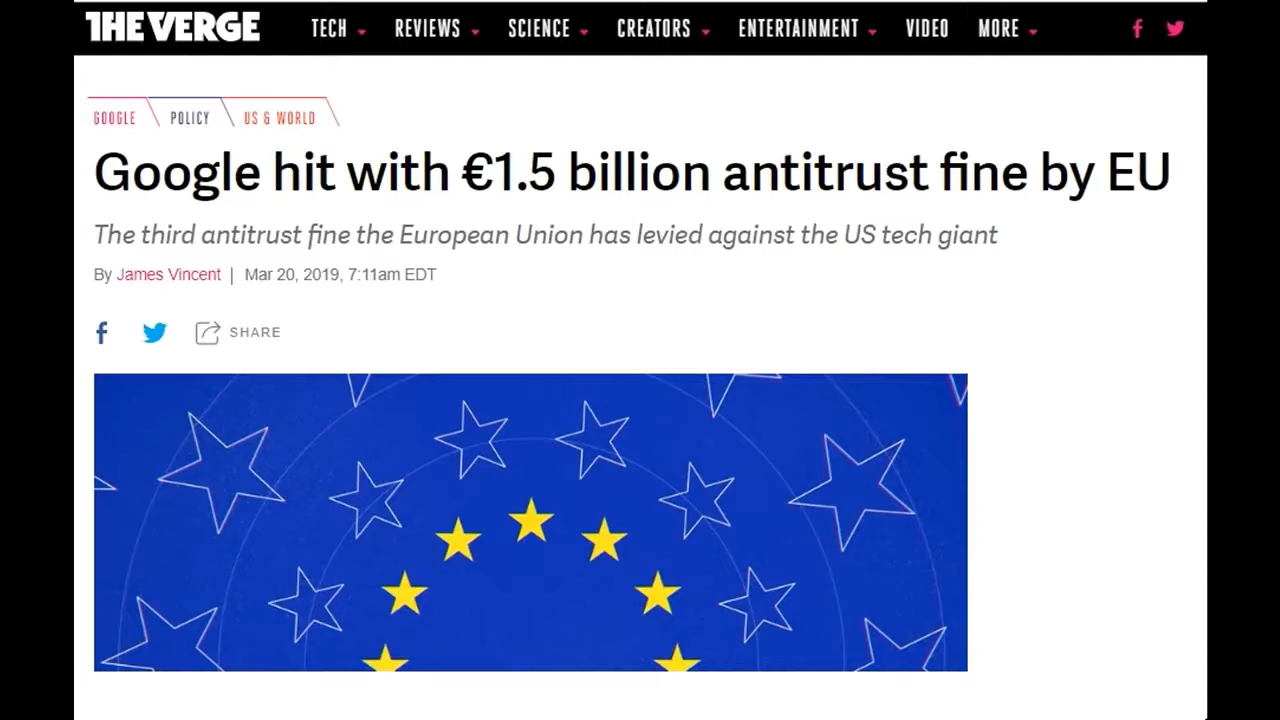 THE VERGE TECH REVIEWS SCIENCE CREATORS ENTERTAINMENT VIDEO MORE
GOOGLE POLICY US & WORLD
Google hit with €1.5 billion antitrust fine by EU
The third antitrust fine the European Union has levied against the US tech giant
By James Vincent | Mar 20, 2019, 7:11am EDT
SHARE